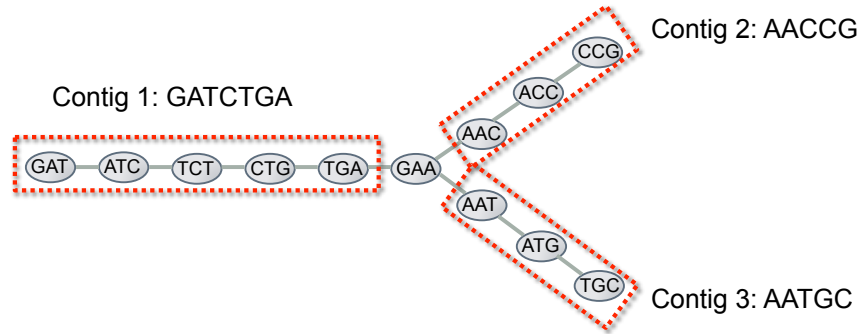 Contig 2: AACCG
CCG
ACC
Contig 1: GATCTGA
AAC
GAT ATC TCT CTG TGA GAA
AAT
ATG
TGC
Contig 3: AATGC